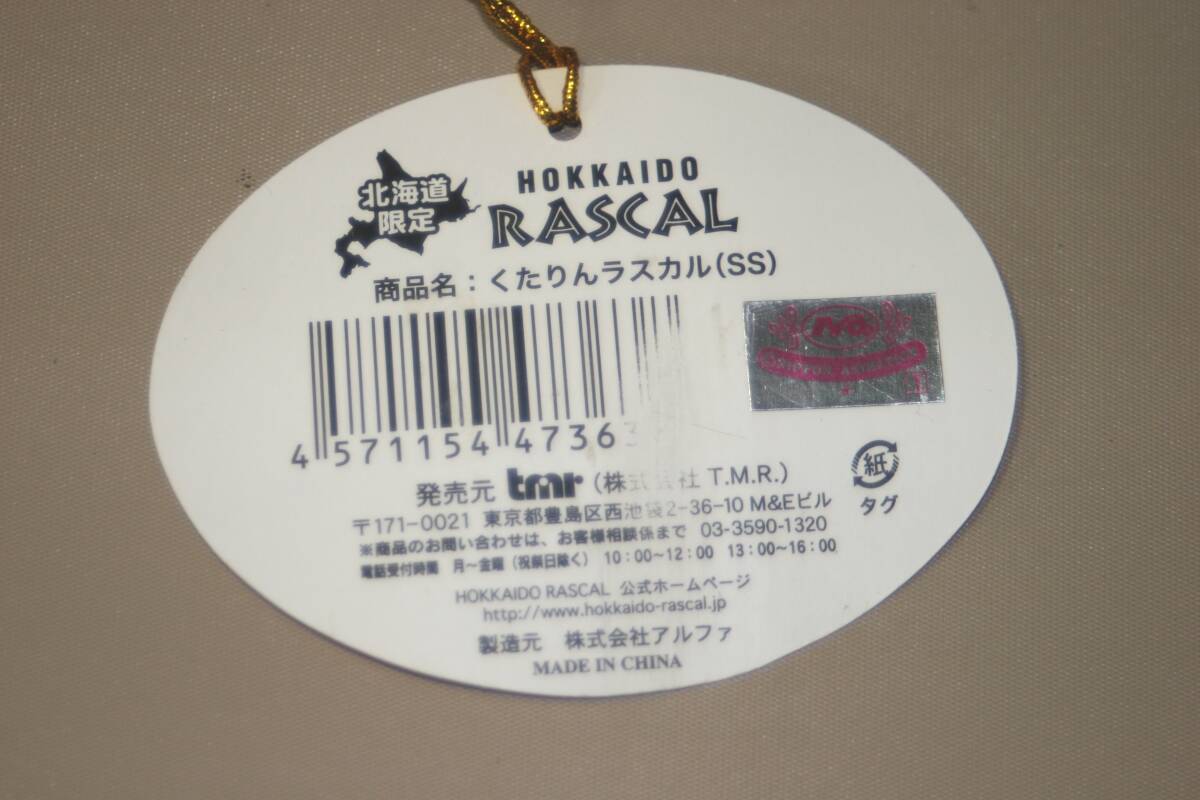 北海道
限定
HOKKAIDO
RASCAL
商品名：くたりんラスカル(SS)
NIPPON ANIMATION
4 571154 47363
発売元 tmr (株式会社 T.M.R.)
〒171-0021 東京都豊島区西池袋2-36-10 M&Eビル
※商品のお問い合わせは、お客様相談係まで 03-3590-1320
電話受付時間 月～金曜（祝祭日除く） 10:00～12:00 13:00～16:00
紙
タグ
HOKKAIDO RASCAL 公式ホームページ
http://www.hokkaido-rascal.jp
製造元 株式会社アルファ
MADE IN CHINA